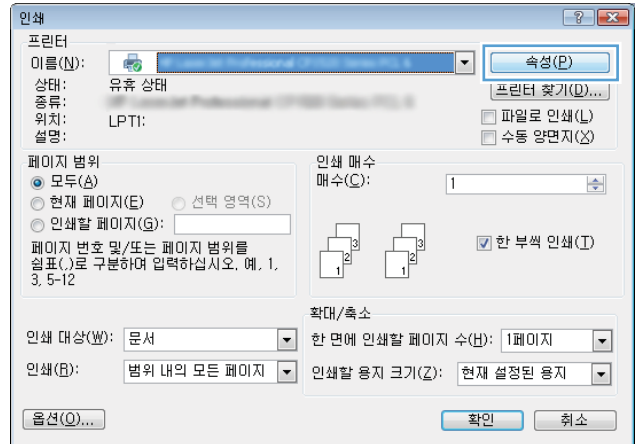 인쇄
프린터
이름(N):
속성(P)
상태: 유휴 상태
프린터 찾기(D)...
종류:
위치: LPT1:
파일로 인쇄(L)
설명:
수동 양면지(X)
페이지 범위
모두(A)
현재 페이지(E) 선택 영역(S)
인쇄할 페이지(G):
페이지 번호 및/또는 페이지 범위를
쉼표(,)로 구분하여 입력하십시오. 예, 1,
3, 5-12
인쇄 매수
매수(C): 1
3 3
2 2
1 1
한 부씩 인쇄(T)
인쇄 대상(W): 문서
인쇄(R): 범위 내의 모든 페이지
확대/축소
한 면에 인쇄할 페이지 수(H): 1페이지
인쇄할 용지 크기(Z): 현재 설정된 용지
옵션(O)...
확인 취소